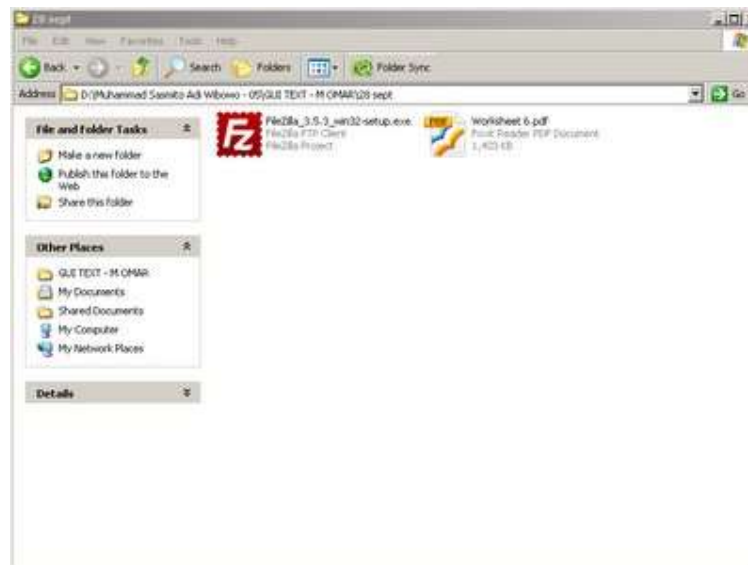 28 sept
File Edit View Favorites Tools Help
Back Search Folders Folder Sync
Address D:\Muhammad Sasmito Adi Wibowo - 05\GUI TEXT - M OMAR\28 sept Go
File and Folder Tasks
Make a new folder
Publish this folder to the
Web
Share this folder
Other Places
GUI TEXT - M OMAR
My Documents
Shared Documents
My Computer
My Network Places
Details
FileZilla_3.5.3_win32-setup.exe
FileZilla FTP Client
FileZilla Project
Worksheet 6.pdf
Foxit Reader PDF Document
1,403 KB